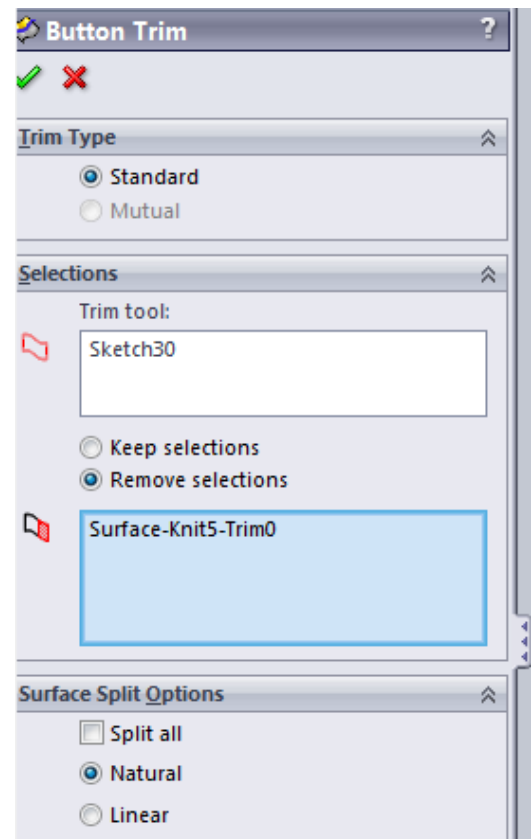 Button Trim ?
Trim Type
Standard
Mutual
Selections
Trim tool:
Sketch30
Keep selections
Remove selections
Surface-Knit5-Trim0
Surface Split Options
Split all
Natural
Linear